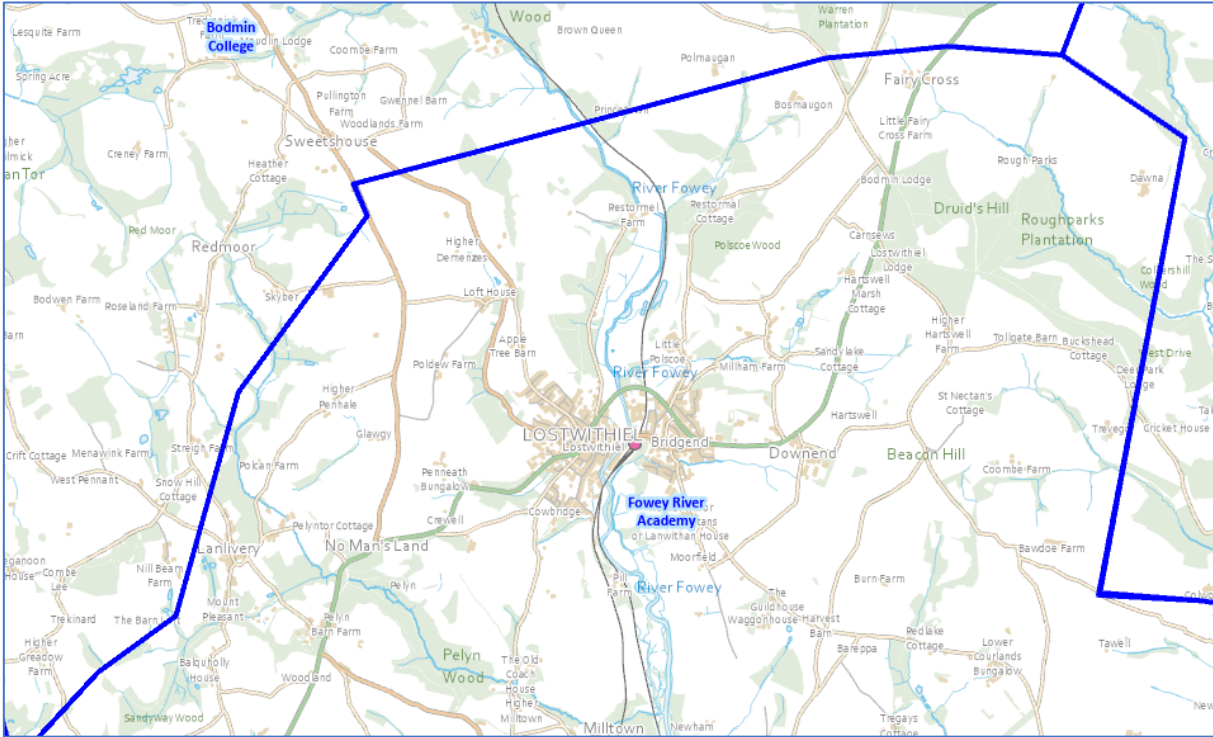 Wood
Brown Queen
Warren
Plantation
Lesquite Farm
Bodmin
College
Coombe Farm
Polmaugan
Spring Acre
Fairy Cross
Pullington
Farm
Gwennel Barn
Woodlands Farm
Princetown
Bosmaugon
Little Fairy
Cross Farm
Sweetshouse
Creney Farm
Heather
Cottage
Rough Parks
Bodmin Lodge
Dawna
River Fowey
Restormel
Farm
Restormel
Cottage
Druid's Hill
Roughparks
Plantation
Red Moor
Redmoor
Higher
Demenzes
Polscoe Wood
Carnsews
Lostwithiel
Lodge
Bodwen Farm
Roseland Farm
Skyber
Loft House
Hartswell
Marsh
Cottage
Higher
Hartswell
Farm
Tollgate Barn
Buckshead
Cottage
Apple
Tree Barn
Little
Polscoe
Poldew Farm
River Fowey
Millham Farm
Sandylake
Cottage
Higher
Penhale
St Nectan's
Cottage
Hartswell
Glawgy
Streigh Farm
LOSTWITHIEL
Lostwithiel
Bridgend
Downend
Cricket House
Menawink Farm
Crift Cottage
Beacon Hill
Coombe Farm
West Pennant
Polcan Farm
Snow Hill
Cottage
Penneath
Bungalow
Cowbridge
Fowey River
Academy
Crewell
Pelyntor Cottage
or Lanwithan House
Lanlivery
No Man's Land
Moorfield
Bawdoe Farm
Combe
Lee
Nill Beam
Farm
Pelyn
Pill
Farm
River Fowey
Burn Farm
Trekinard
Mount
Pleasant
Pelyn
Barn Farm
The
Guildhouse
Waggonhouse
Harvest
Barn
Redlake
Cottage
Lower
Courlands
Bungalow
Tawell
Higher
Greadow
Farm
Balquholly
House
Woodland
Pelyn
Wood
The Old
Coach
House
Higher
Milltown
Bareppa
Sandyway Wood
Milltown
Newham
Tregays
Cottage